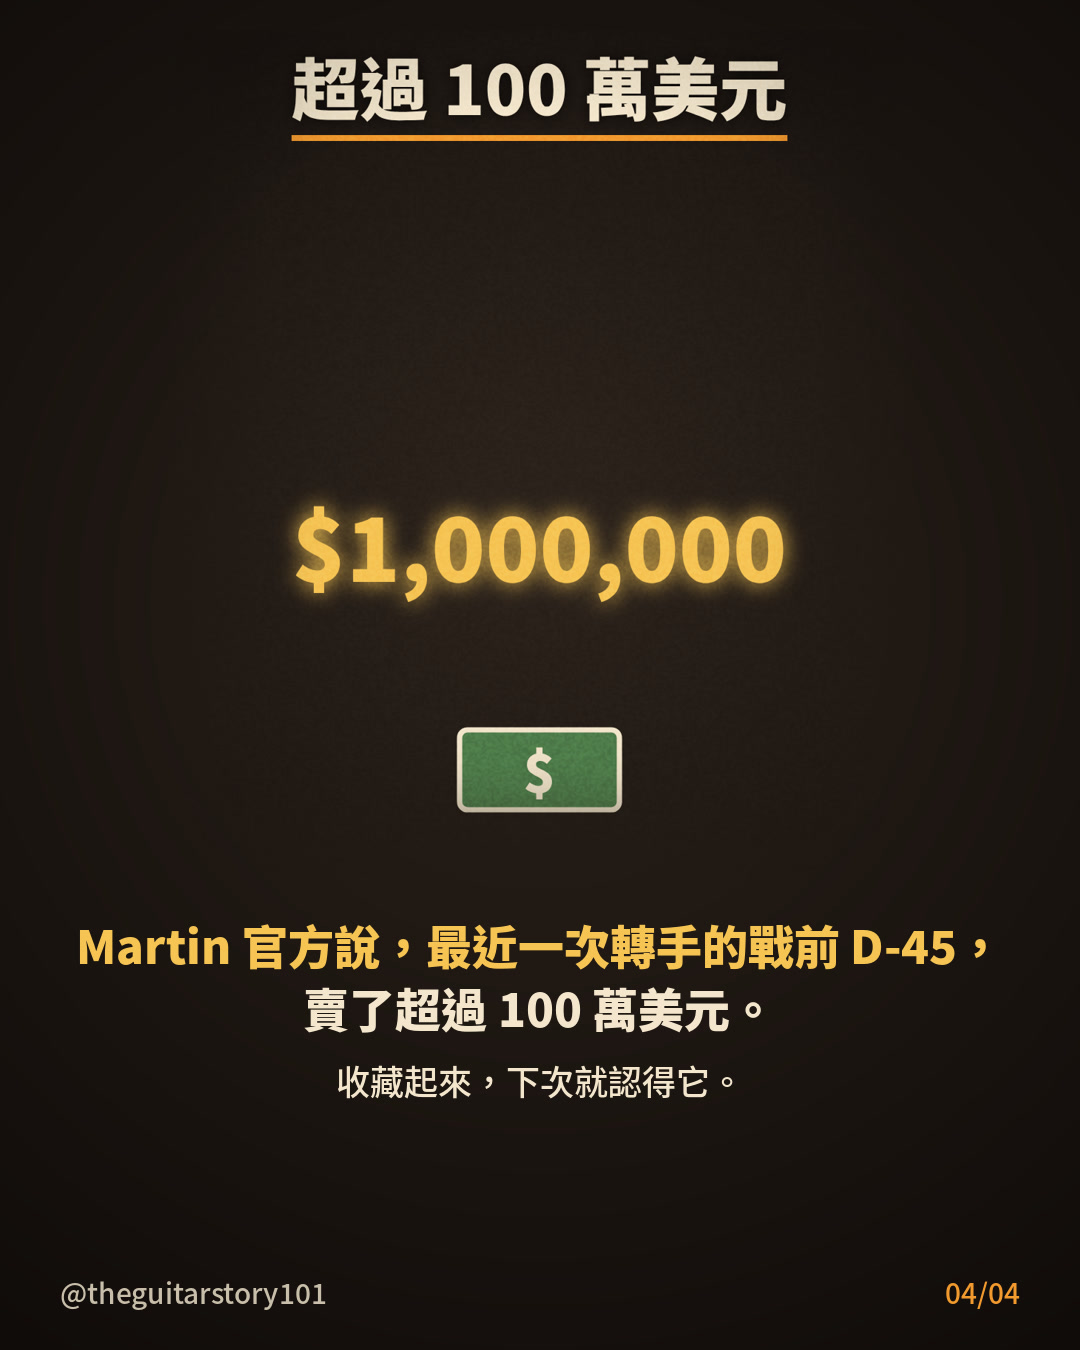 超過 100 萬美元
$1,000,000
$
Martin 官方說，最近一次轉手的戰前 D-45，
賣了超過 100 萬美元。
收藏起來，下次就認得它。
@theguitarstory101
04/04